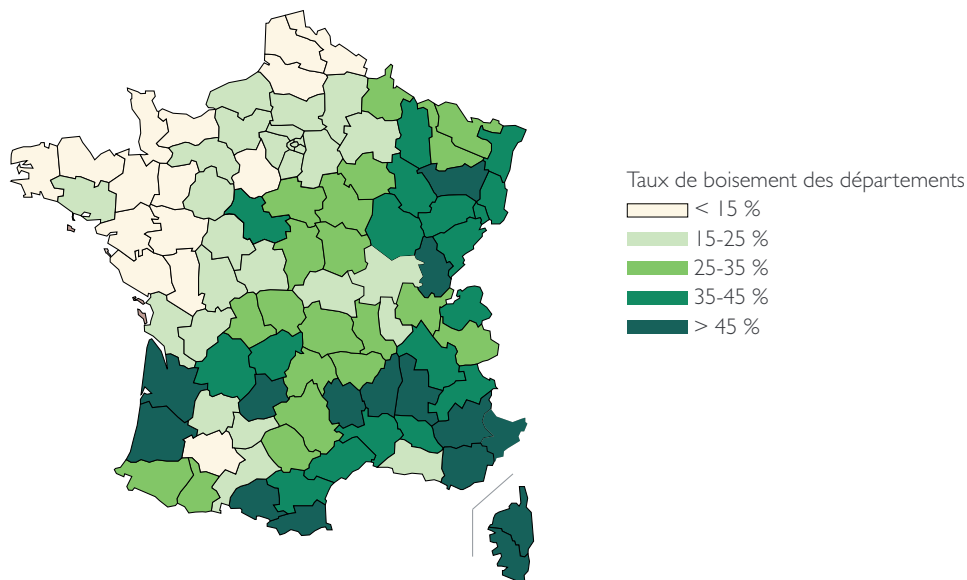 Taux de boisement des départements
< 15 %
15-25 %
25-35 %
35-45 %
> 45 %